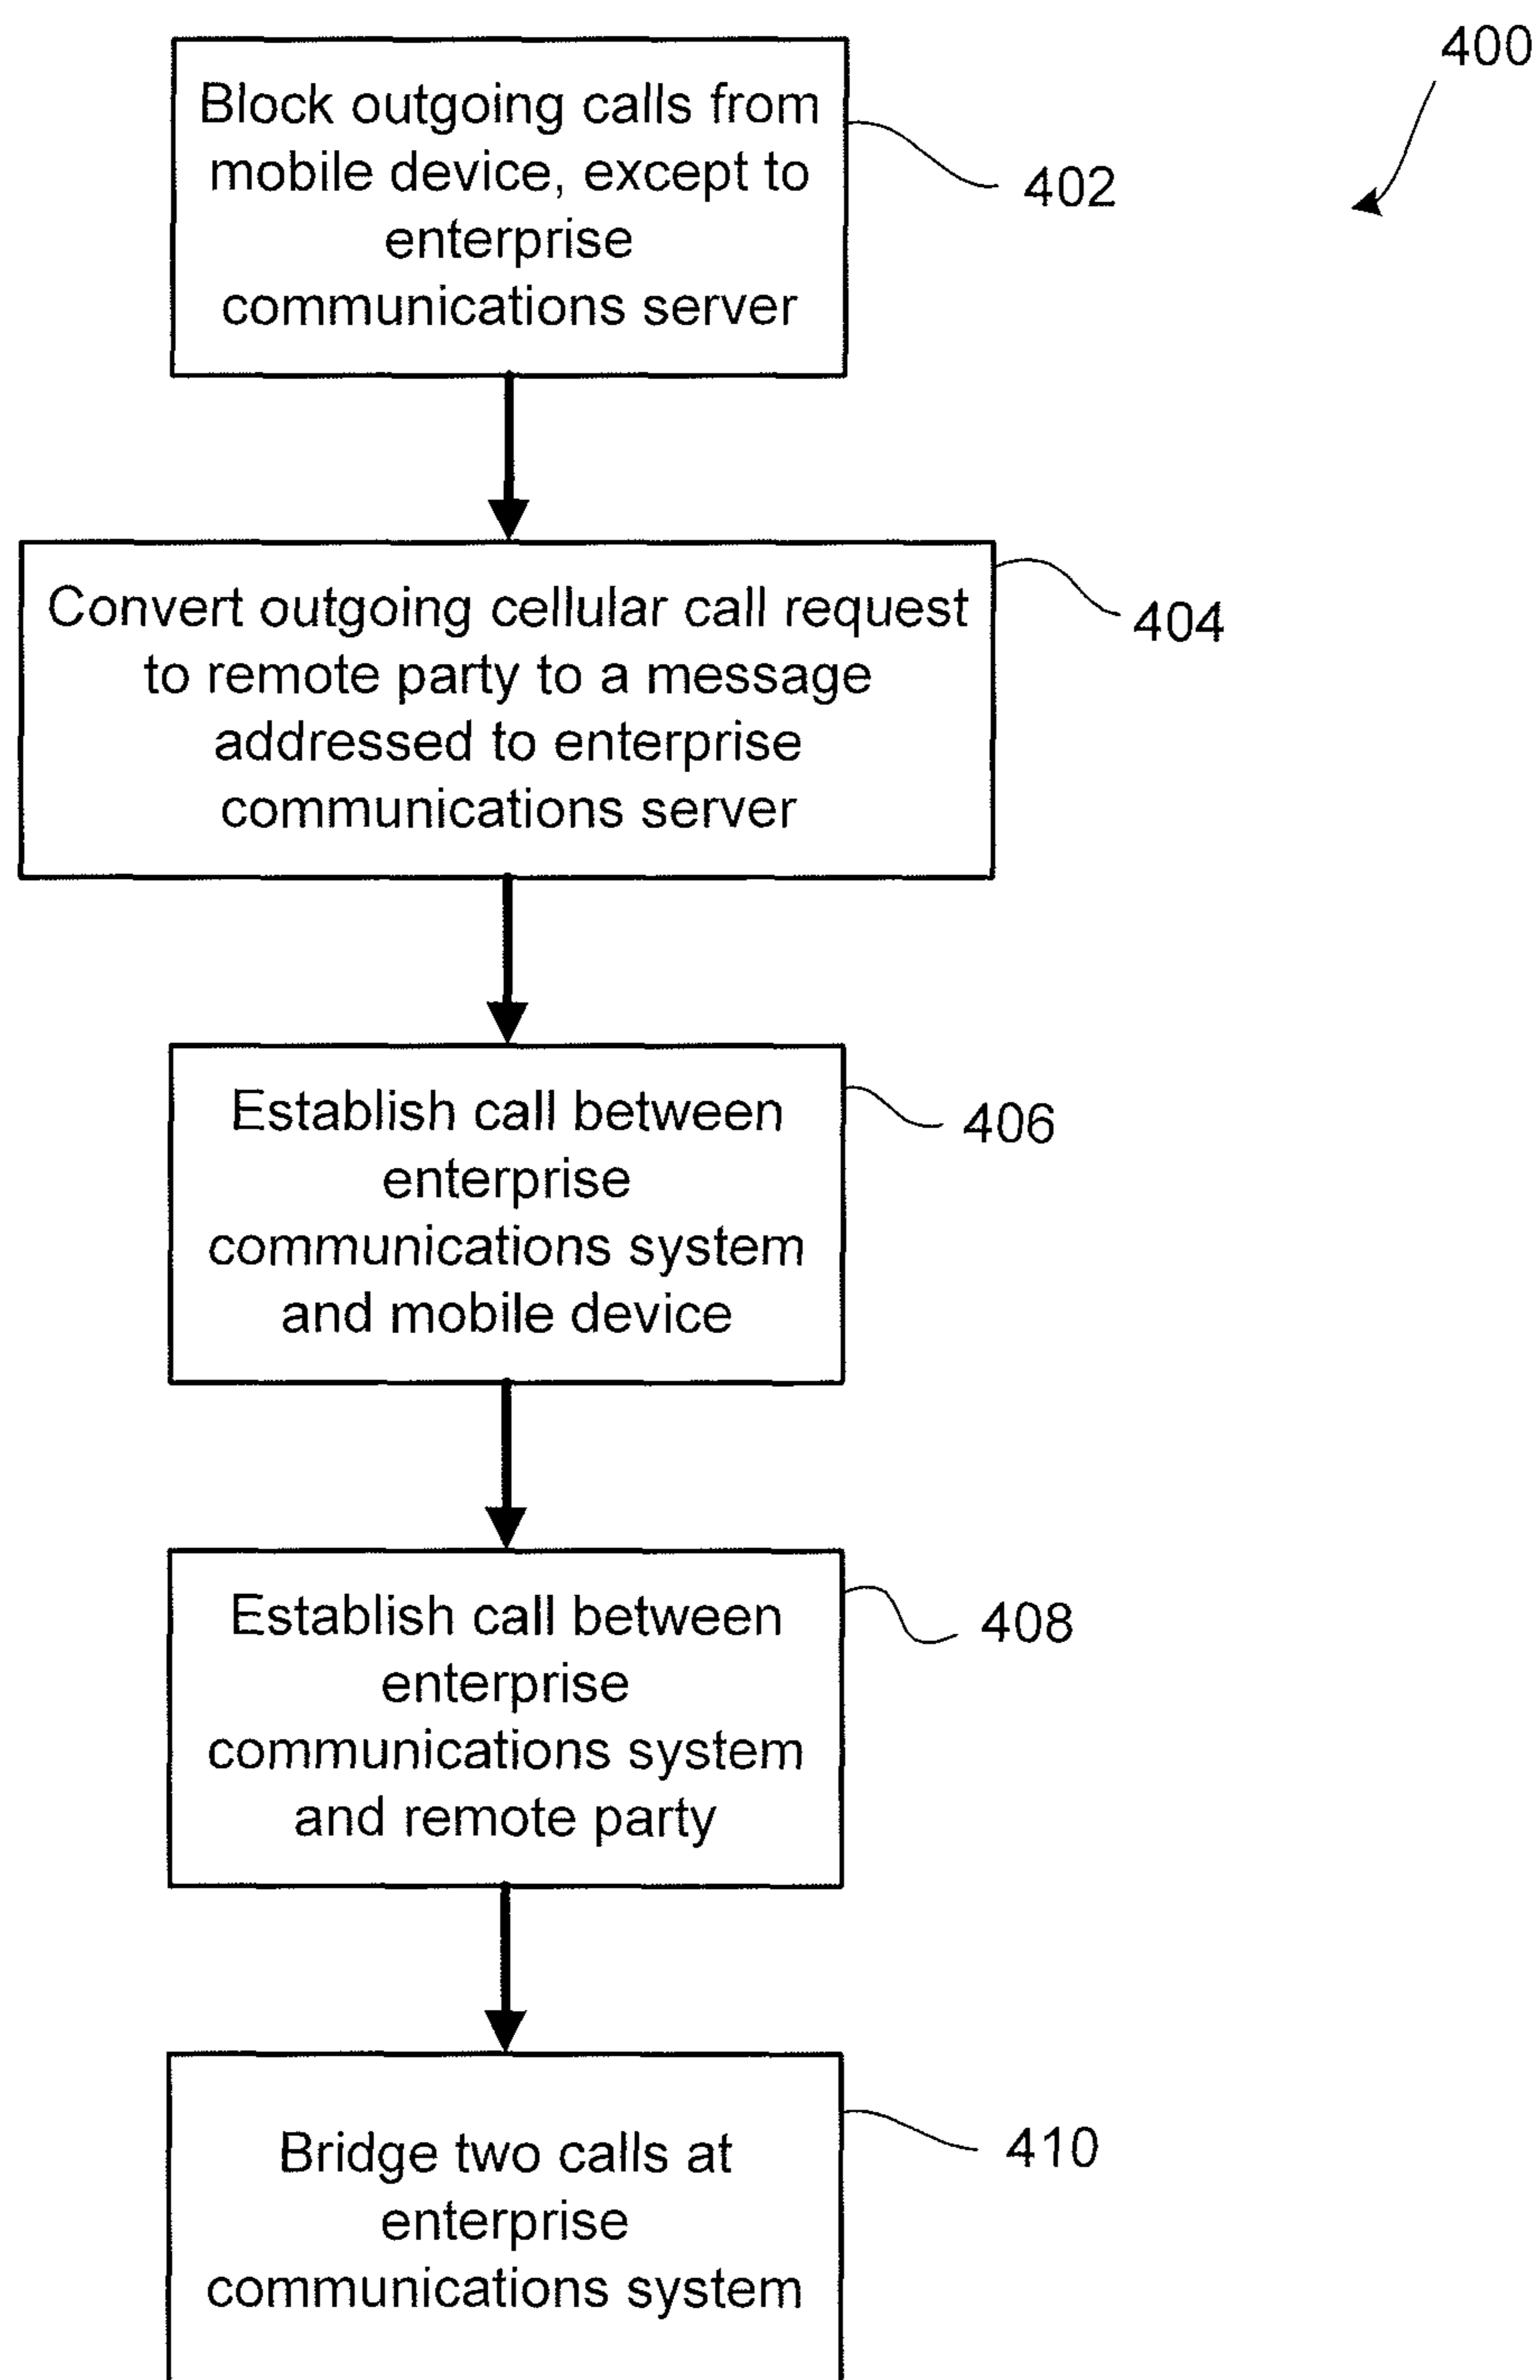 400
Block outgoing calls from
mobile device, except to
enterprise
communications server
402
Convert outgoing cellular call request
to remote party to a message
addressed to enterprise
communications server
404
Establish call between
enterprise
communications system
and mobile device
406
Establish call between
enterprise
communications system
and remote party
408
Bridge two calls at
enterprise
communications system
410